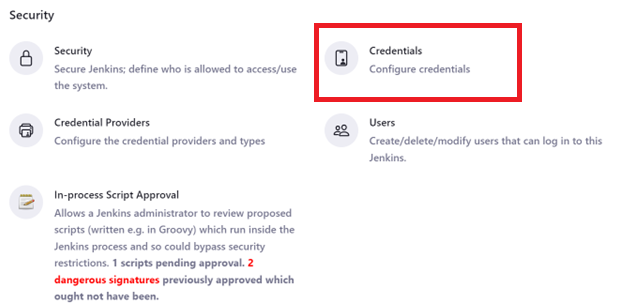 Security
Security
Secure Jenkins; define who is allowed to access/use
the system.
Credentials
Configure credentials
Credential Providers
Configure the credential providers and types
Users
Create/delete/modify users that can log in to this
Jenkins.
In-process Script Approval
Allows a Jenkins administrator to review proposed
scripts (written e.g. in Groovy) which run inside the
Jenkins process and so could bypass security
restrictions. 1 scripts pending approval. 2
dangerous signatures previously approved which
ought not have been.